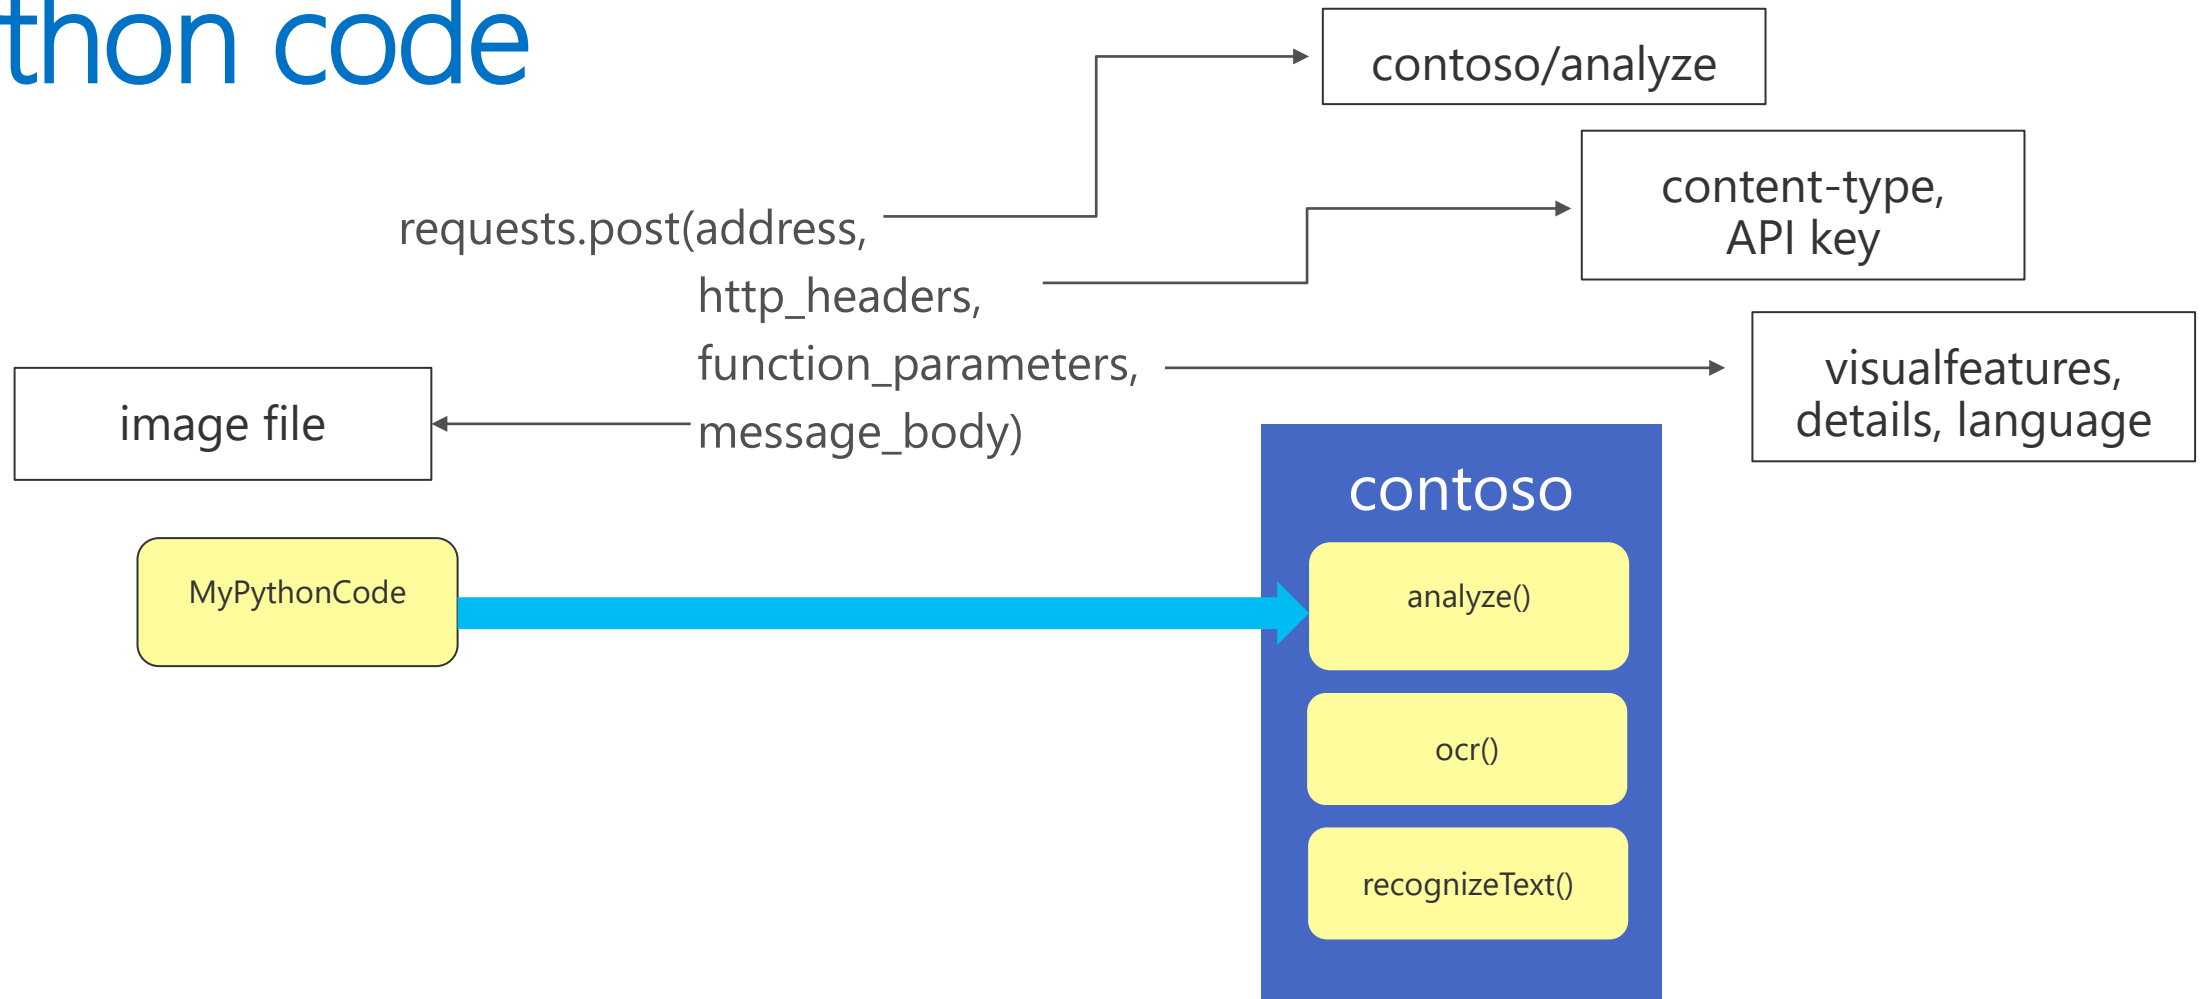 thon code
contoso/analyze
content-type,
API key
requests.post(address,
http_headers,
function_parameters,
message_body)
visualfeatures,
details, language
image file
contoso
MyPythonCode
analyze()
ocr()
recognizeText()